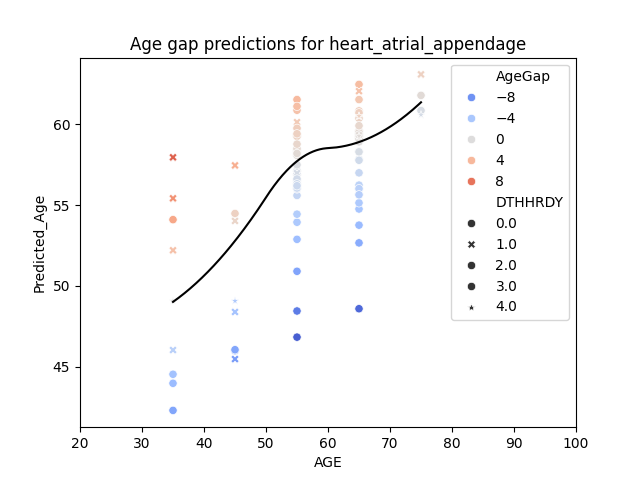 Age gap predictions for heart_atrial_appendage
Predicted_Age
60
55
50
45
20 30 40 50 60 70 80 90 100
AGE
AgeGap
−8
−4
0
4
8
DTHHRDY
0.0
1.0
2.0
3.0
4.0